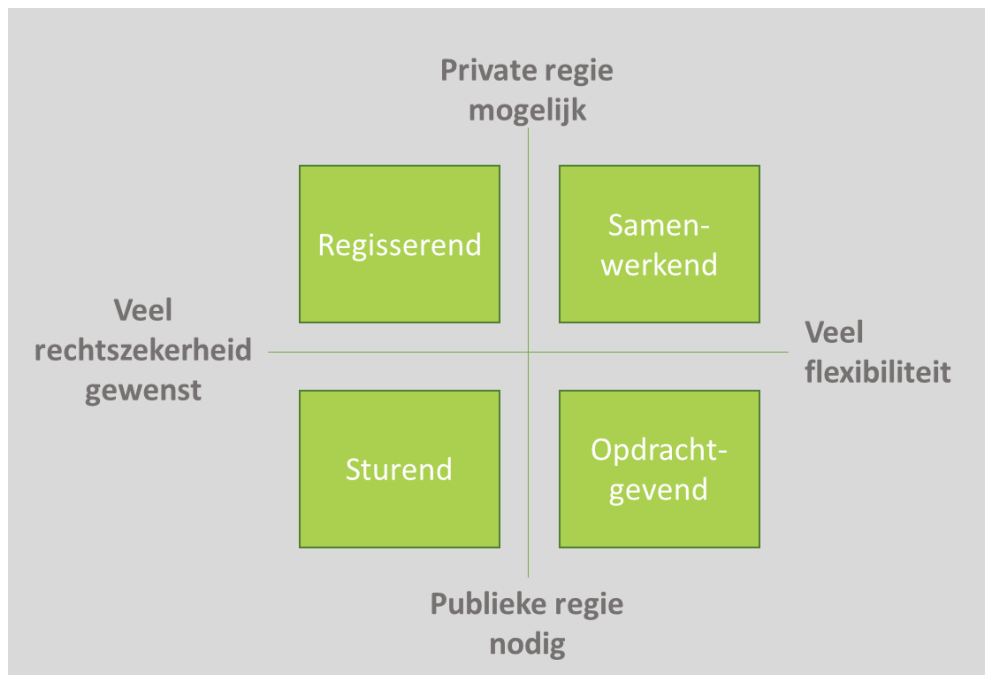 Private regie
mogelijk
Regisserend
Samen-
werkend
Veel
rechtszekerheid
gewenst
Veel
flexibiliteit
Sturend
Opdracht-
gevend
Publieke regie
nodig